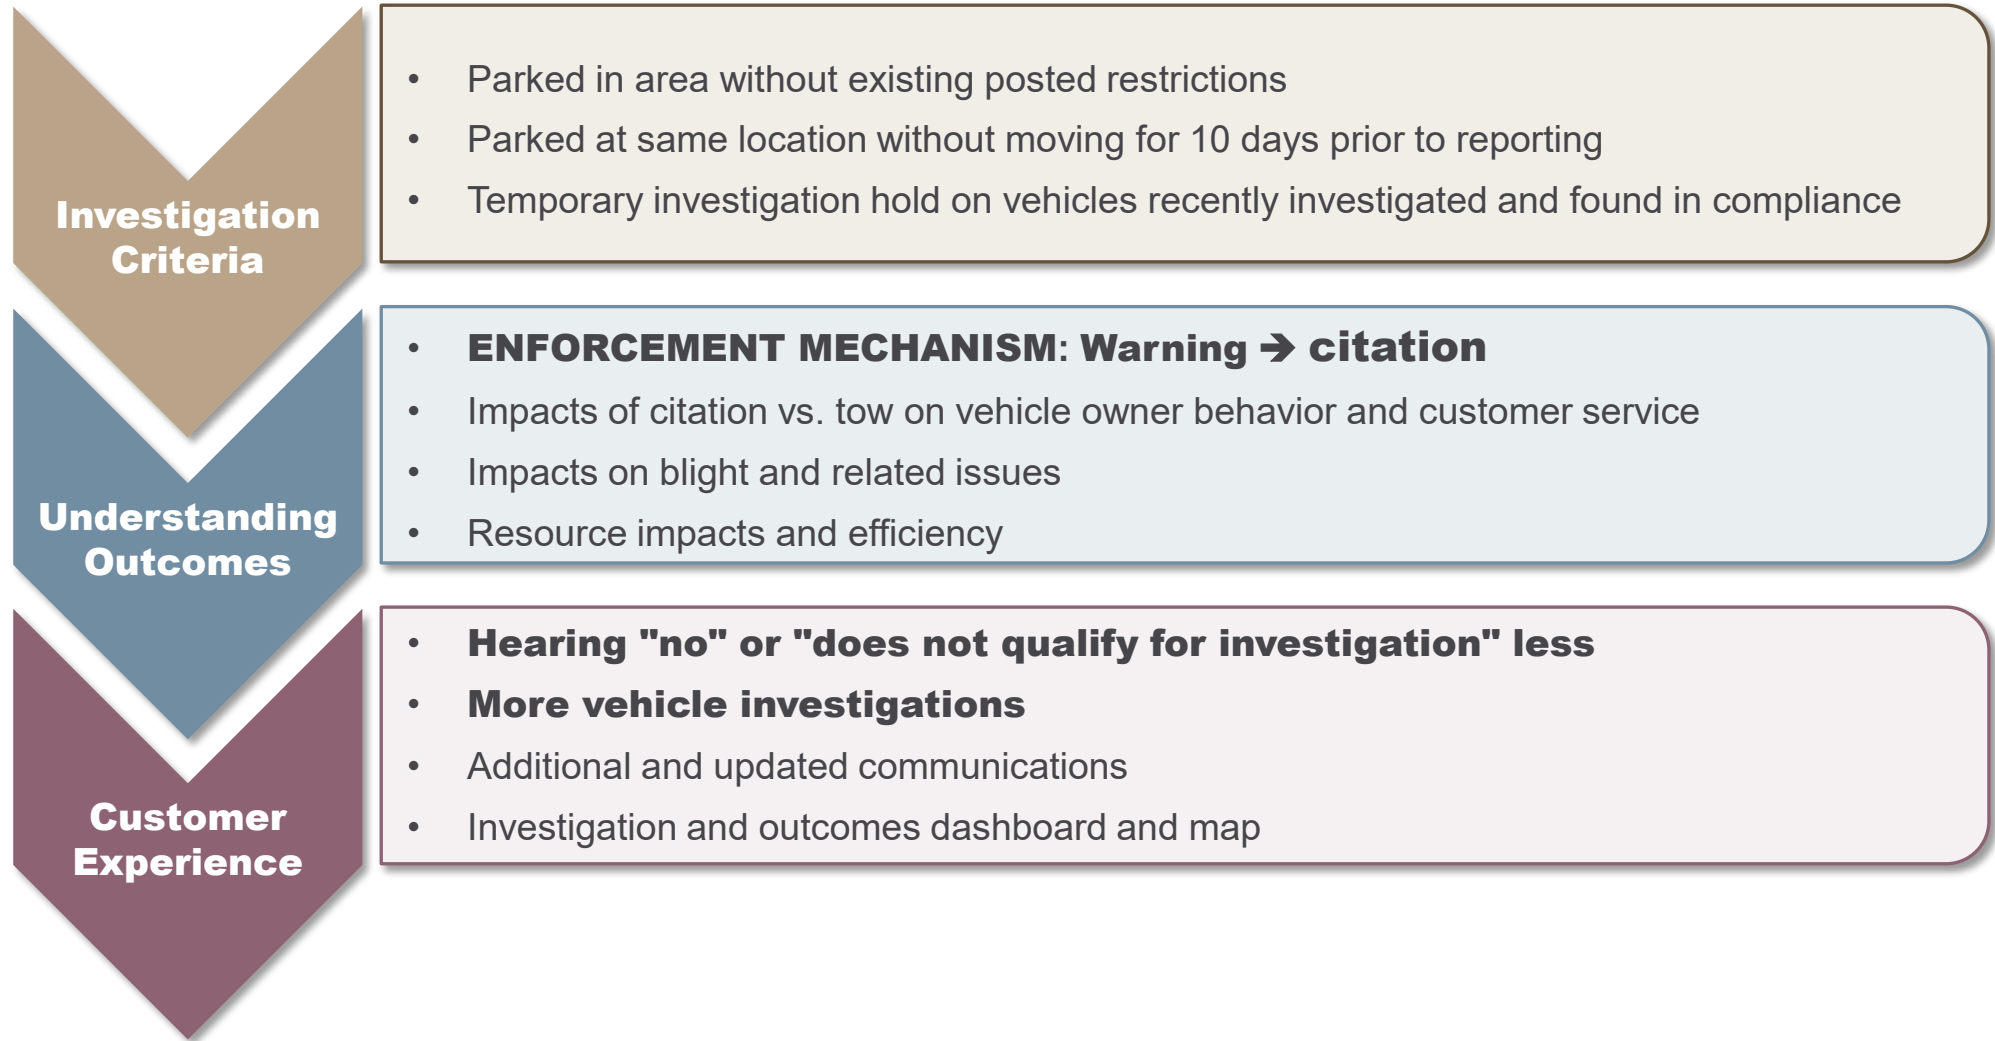 Investigation
Criteria
• Parked in area without existing posted restrictions
• Parked at same location without moving for 10 days prior to reporting
• Temporary investigation hold on vehicles recently investigated and found in compliance
Understanding
Outcomes
• ENFORCEMENT MECHANISM: Warning ➔ citation
• Impacts of citation vs. tow on vehicle owner behavior and customer service
• Impacts on blight and related issues
• Resource impacts and efficiency
Customer
Experience
• Hearing "no" or "does not qualify for investigation" less
• More vehicle investigations
• Additional and updated communications
• Investigation and outcomes dashboard and map